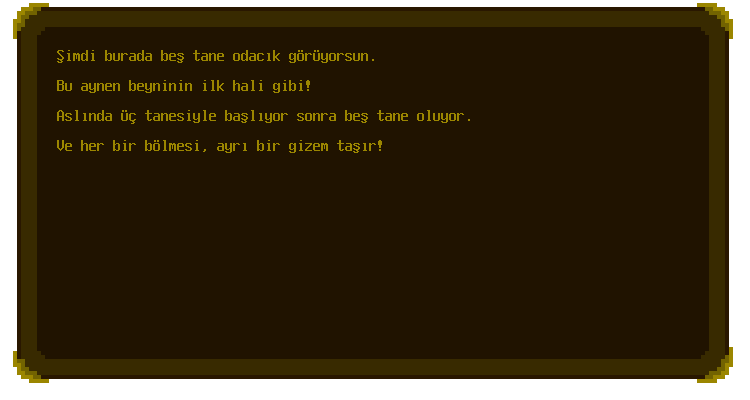 Şimdi burada beş tane odacık görüyorsun.
Bu aynen beyninin ilk hali gibi!
Aslında üç tanesiyle başlıyor sonra beş tane oluyor.
Ve her bir bölmesi, ayrı bir gizem taşır!